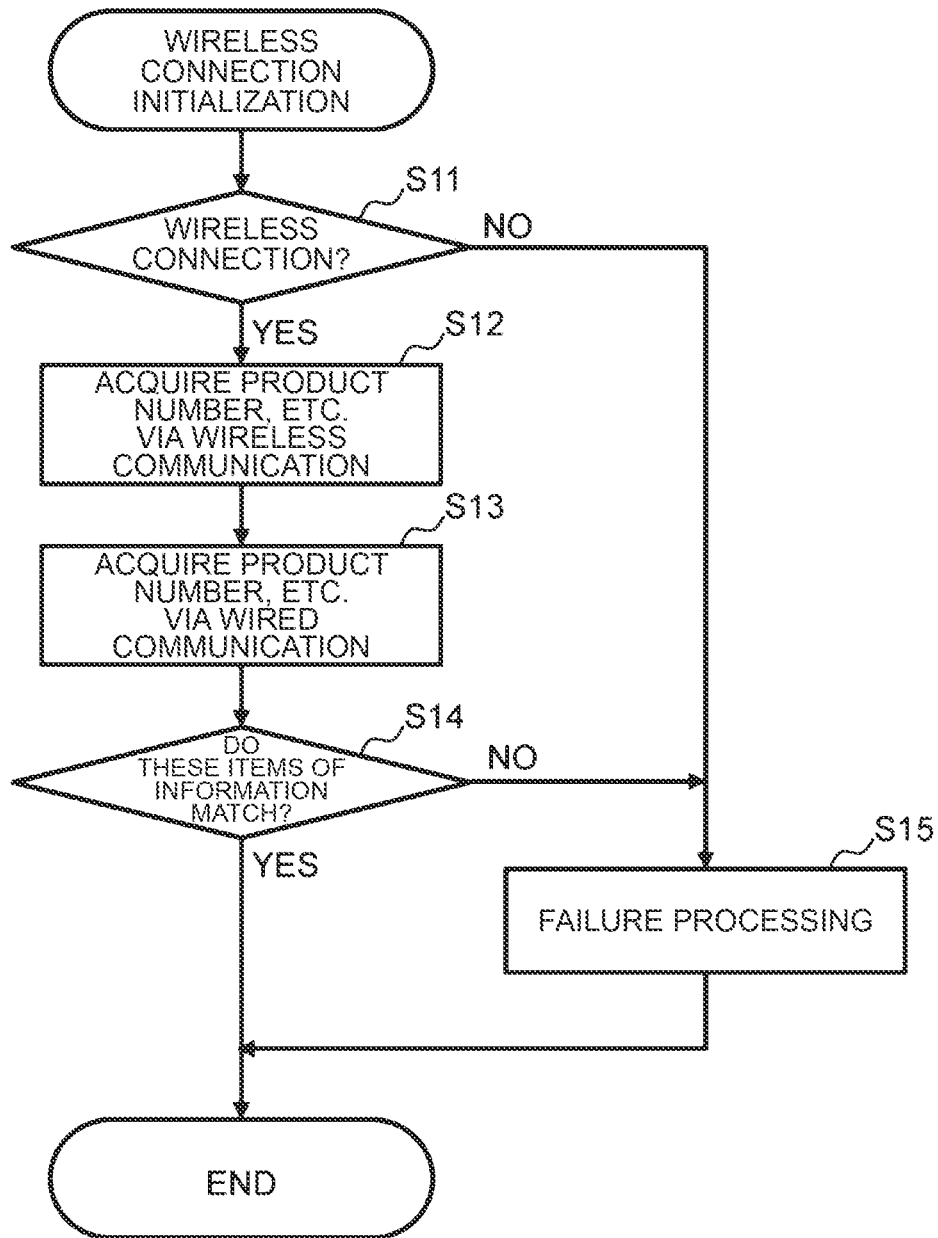 WIRELESS
CONNECTION
INITIALIZATION
S11
WIRELESS
CONNECTION?
NO
YES
S12
ACQUIRE PRODUCT
NUMBER, ETC.
VIA WIRELESS
COMMUNICATION
S13
ACQUIRE PRODUCT
NUMBER, ETC.
VIA WIRED
COMMUNICATION
S14
DO
THESE ITEMS OF
INFORMATION
MATCH?
NO
YES
S15
FAILURE PROCESSING
END